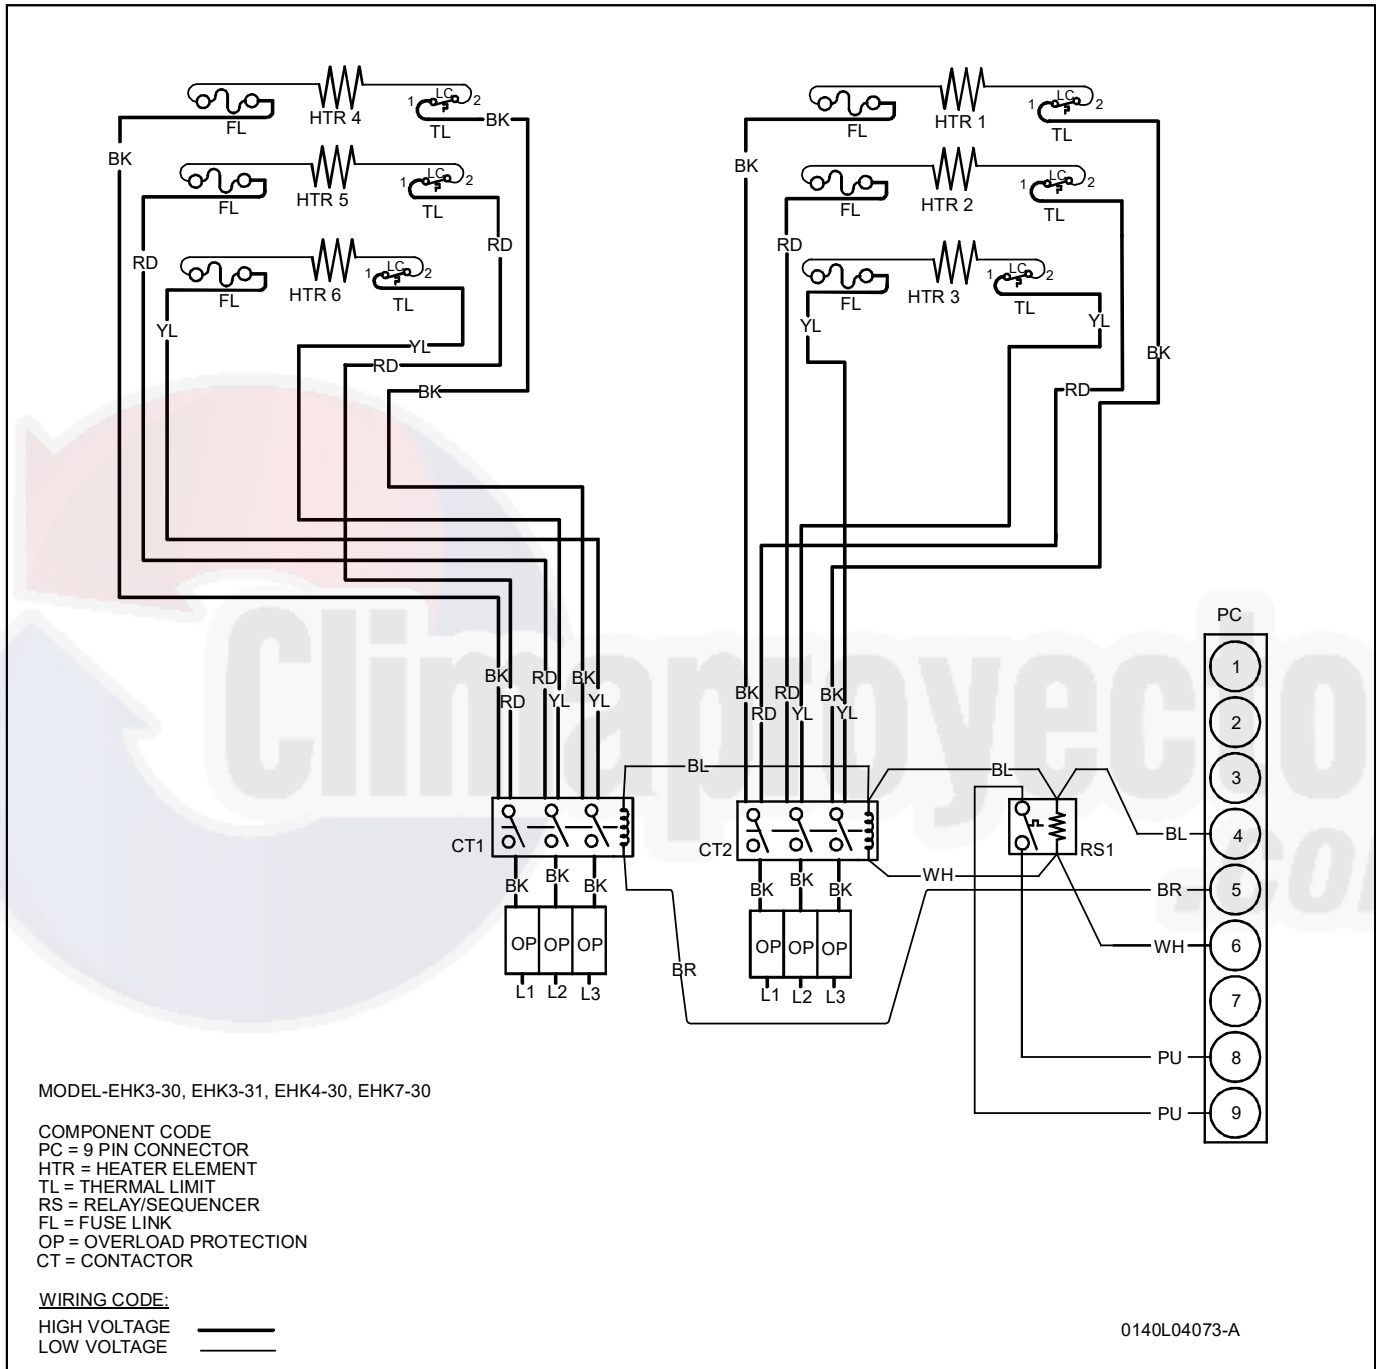 LC
1 2
HTR 4
FL
TL
BK
BK
LC
1 2
HTR 5
FL
TL
RD
RD
LC
1 2
HTR 6
FL
TL
YL
YL
RD
BK
LC
1 2
HTR 1
FL
TL
BK
LC
1 2
HTR 2
FL
TL
RD
LC
1 2
HTR 3
FL
TL
YL
YL
BK
RD
BK RD BK
RD YL YL
BK RD BK
RD YL YL
Climaproyecto
.co
BL
BL
CT1
CT2
RS1
BK BK BK
BK BK BK
OP OP OP
OP OP OP
L1 L2 L3
L1 L2 L3
WH
BR
PC
1
2
3
BL 4
BR 5
WH 6
7
PU 8
PU 9
MODEL-EHK3-30, EHK3-31, EHK4-30, EHK7-30
COMPONENT CODE
PC = 9 PIN CONNECTOR
HTR = HEATER ELEMENT
TL = THERMAL LIMIT
RS = RELAY/SEQUENCER
FL = FUSE LINK
OP = OVERLOAD PROTECTION
CT = CONTACTOR
WIRING CODE:
HIGH VOLTAGE
LOW VOLTAGE
0140L04073-A